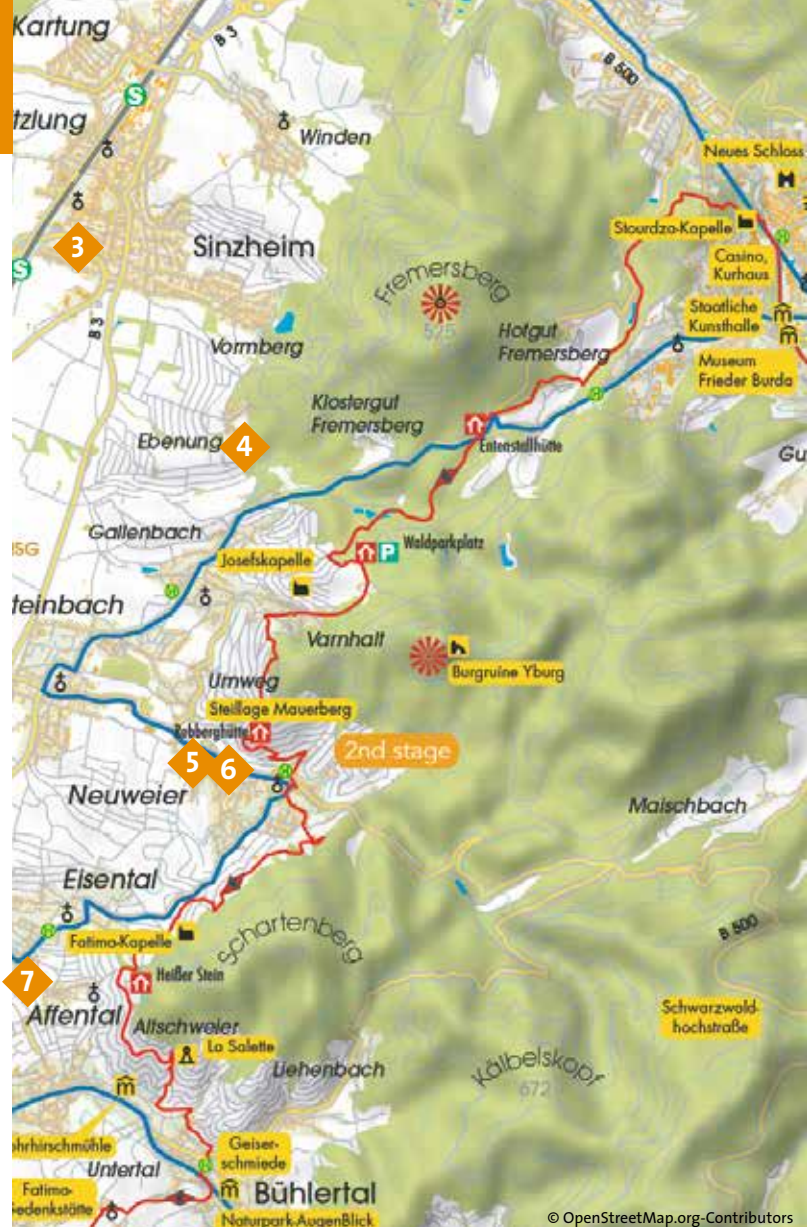 Kartung
B 3
B 500
tzlung
Winden
Neues Schloss
S
Sinzheim
Stourdza-Kapelle
3
S
Fremersberg
525
Casino,
Kurhaus
Staatliche
Kunsthalle
B 3
Vormberg
Hofgut
Fremersberg
Museum
Frieder Burda
Klostergut
Fremersberg
Ebenung
4
Entenstallhütte
Gu
Gallenbach
SG
Josefskapelle
P
Waldparkplatz
teinbach
Varnhalt
Burgruine Yburg
Umweg
Steillage Mauerberg
Rebberghütte
2nd stage
5
6
Neuweier
Maischbach
Eisental
B 500
Fatima-Kapelle
Schartenberg
7
Heißer Stein
Affental
Altschweier
Schwarzwald-
hochstraße
La Salette
Liehenbach
Kälbelskopf
672
ohrhirschmühle
Geiser-
schmiede
Untertal
Fatima-
Gedenkstätte
Bühlertal
Naturpark-AugenBlick
© OpenStreetMap.org-Contributors